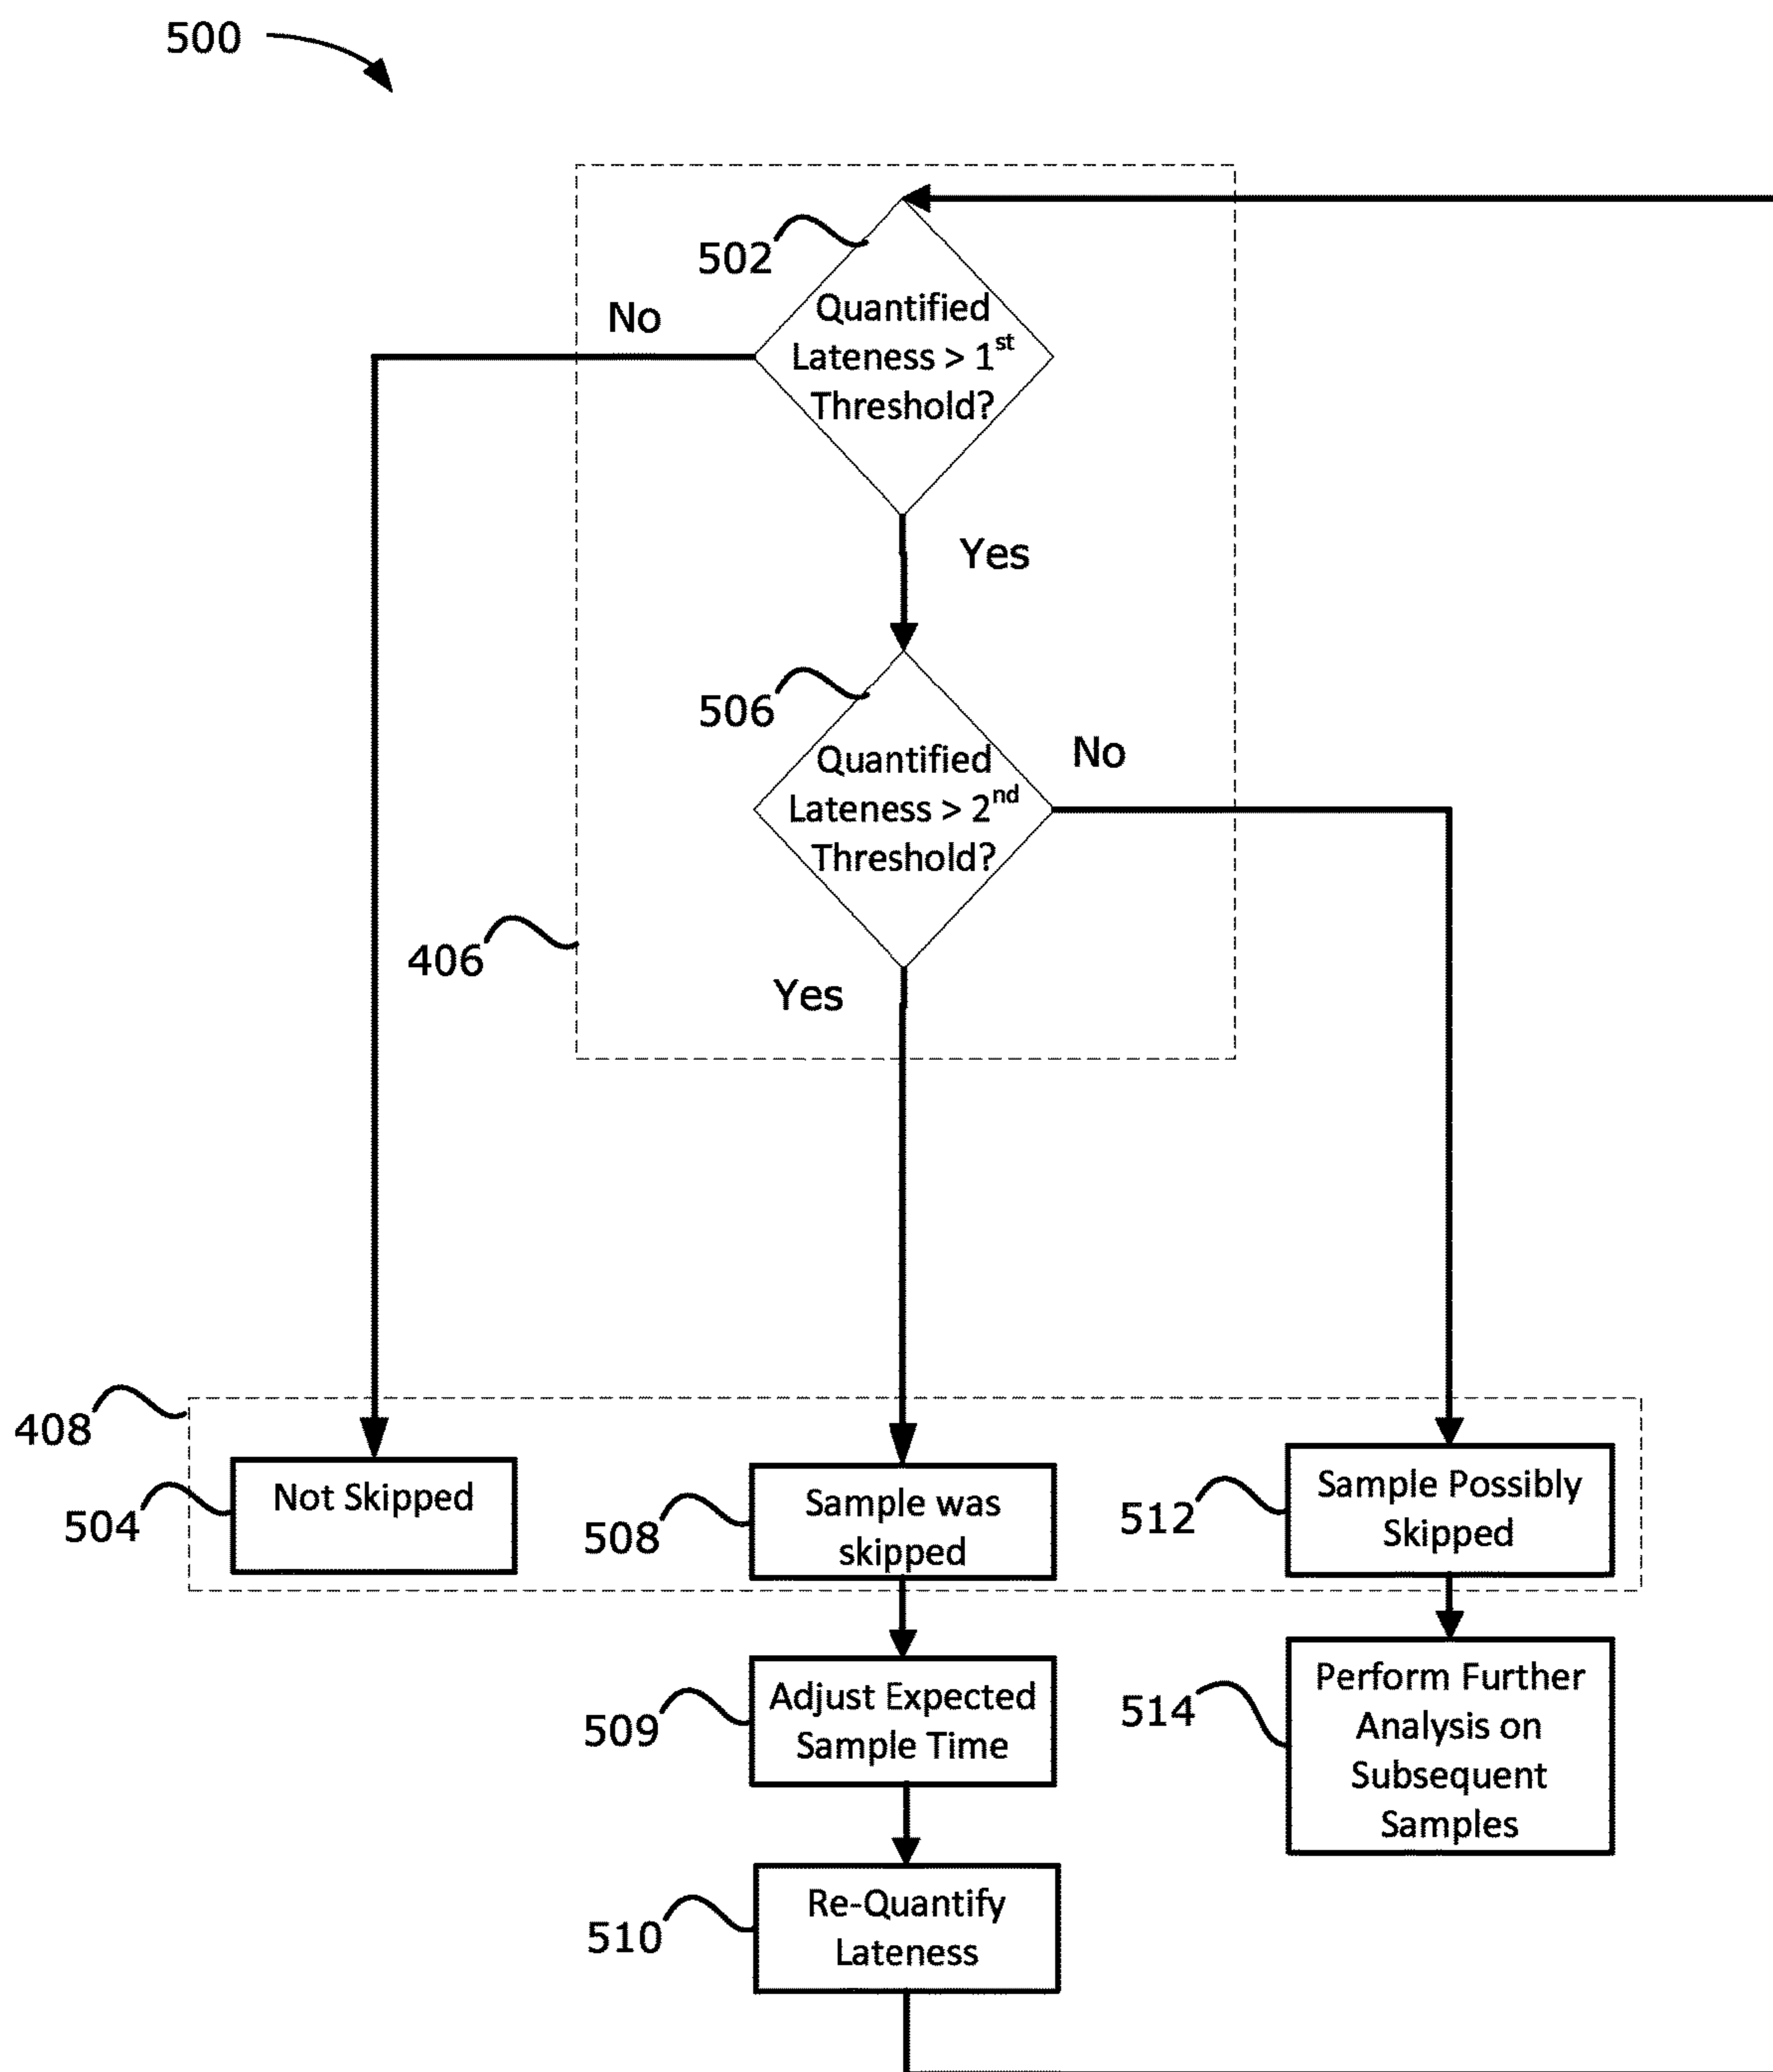 500
502
Quantified
Lateness > 1st
Threshold?
No
Yes
506
Quantified
Lateness > 2nd
Threshold?
No
406
Yes
408
504
Not Skipped
508
Sample was
skipped
512
Sample Possibly
Skipped
509
Adjust Expected
Sample Time
514
Perform Further
Analysis on
Subsequent
Samples
510
Re-Quantify
Lateness